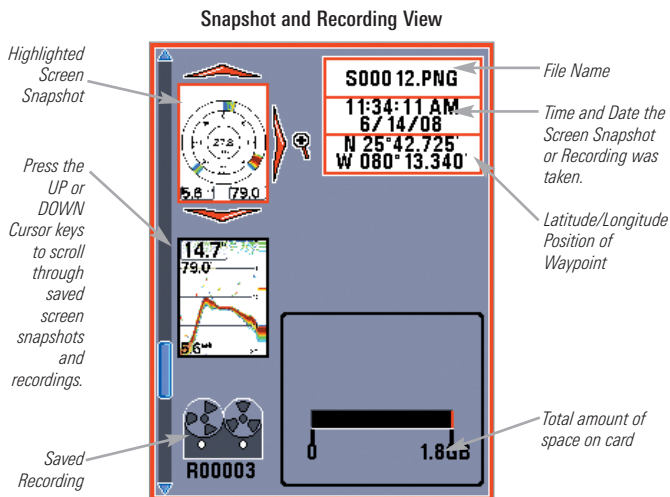 Snapshot and Recording View
Highlighted
Screen
Snapshot
Press the
UP or
DOWN
Cursor keys
to scroll
through
saved
screen
snapshots
and
recordings.
Saved
Recording
27.8
5.6
79.0
14.7
79.0
5.6
R00003
S000 12.PNG
11:34:11 AM
6/14/08
N 25°42.725'
W 080°13.340'
0
1.8GB
File Name
Time and Date the
Screen Snapshot
or Recording was
taken.
Latitude/Longitude
Position of
Waypoint
Total amount of
space on card